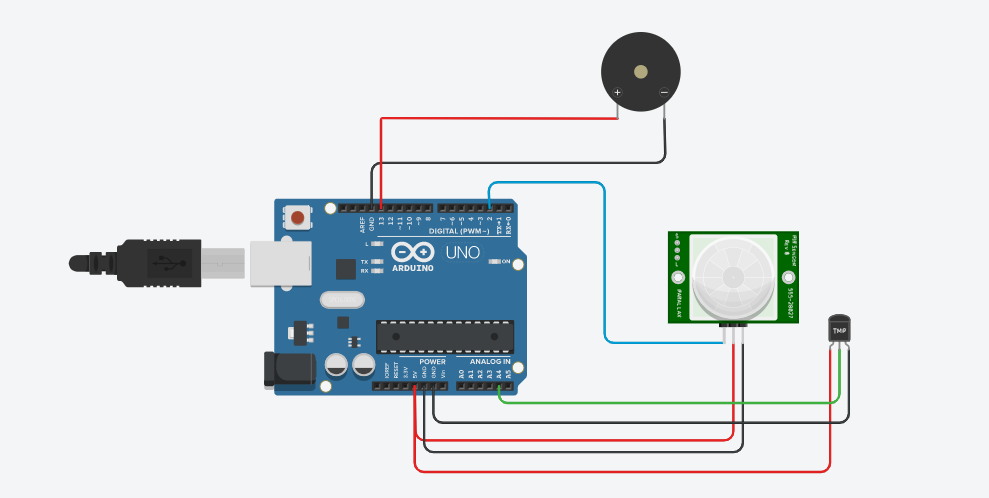 + −
AREF
GND
13
12
~11
~10
~9
8
7
~6
~5
4
~3
2
TX→1
RX←0
DIGITAL (PWM~)
L
TX
RX
ARDUINO
UNO
ON
PIR Sensor
Rev B
555-28027
PARALLAX
TMP
POWER
ANALOG IN
IOREF
RESET
3.3V
5V
GND
GND
Vin
A0
A1
A2
A3
A4
A5